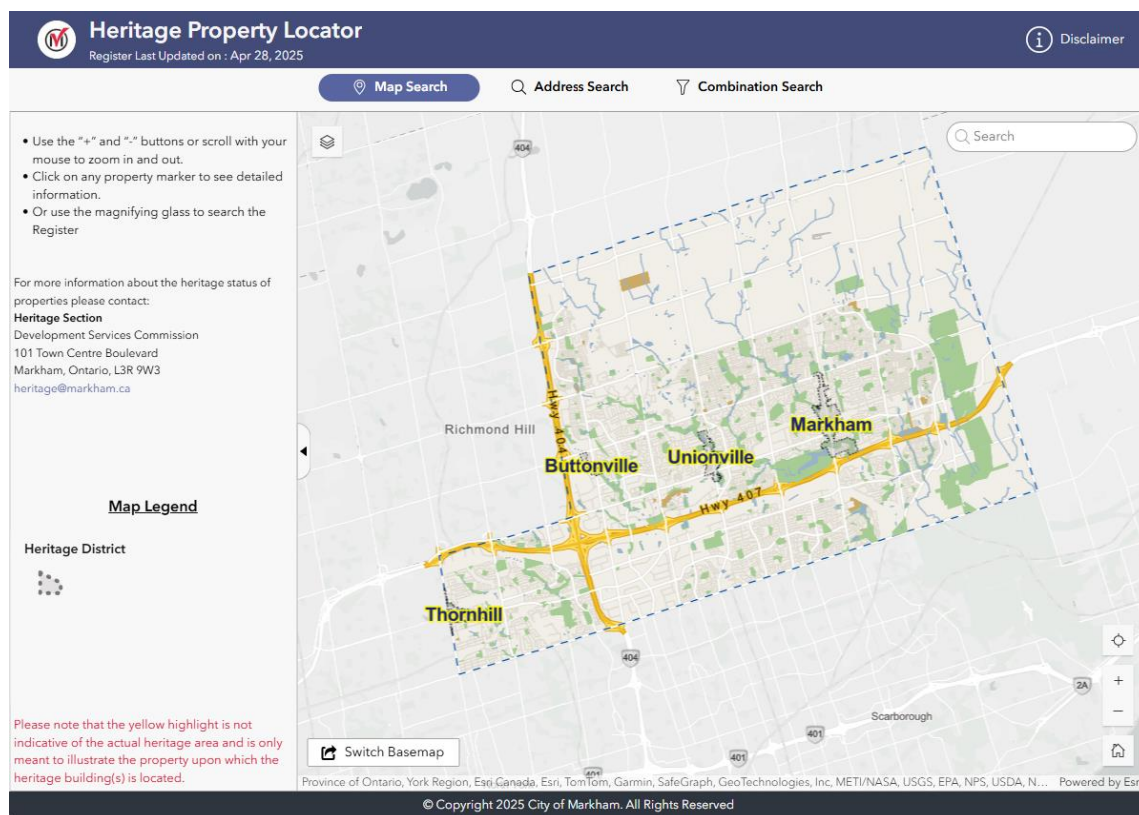 Heritage Property Locator
Register Last Updated on : Apr 28, 2025
Disclaimer
Map Search
Address Search
Combination Search
• Use the "+" and "-" buttons or scroll with your
mouse to zoom in and out.
• Click on any property marker to see detailed
information.
• Or use the magnifying glass to search the
Register
For more information about the heritage status of
properties please contact:
Heritage Section
Development Services Commission
101 Town Centre Boulevard
Markham, Ontario, L3R 9W3
heritage@markham.ca
Map Legend
Heritage District
Please note that the yellow highlight is not
indicative of the actual heritage area and is only
meant to illustrate the property upon which the
heritage building(s) is located.
Search
404
Richmond Hill
Hwy 404
Buttonville
Unionville
Markham
Hwy 407
Thornhill
404
2A
Scarborough
401
401
401
Switch Basemap
+
−
Province of Ontario, York Region, Esri Canada, Esri, TomTom, Garmin, SafeGraph, GeoTechnologies, Inc, METI/NASA, USGS, EPA, NPS, USDA, N...
Powered by Esr
© Copyright 2025 City of Markham. All Rights Reserved